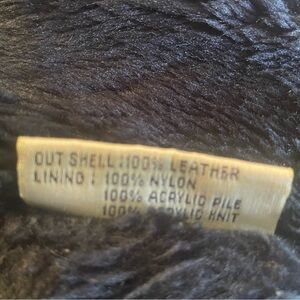 OUT SHELL : 100% LEATHER
LINING : 100% NYLON
100% ACRYLIC PILE
100% ACRYLIC KNIT